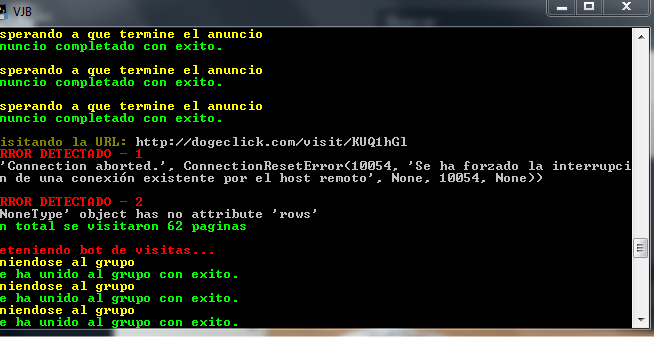 VJB
sperando a que termine el anuncio
nuncio completado con exito.
sperando a que termine el anuncio
nuncio completado con exito.
sperando a que termine el anuncio
nuncio completado con exito.
isitando la URL: http://dogeclick.com/visit/KUQ1hGl
RROR DETECTADO - 1
'Connection aborted.', ConnectionResetError(10054, 'Se ha forzado la interrupci
n de una conexión existente por el host remoto', None, 10054, None))
RROR DETECTADO - 2
NoneType' object has no attribute 'rows'
n total se visitaron 62 paginas
eteniendo bot de visitas...
niendose al grupo
e ha unido al grupo con exito.
niendose al grupo
e ha unido al grupo con exito.
niendose al grupo
e ha unido al grupo con exito.